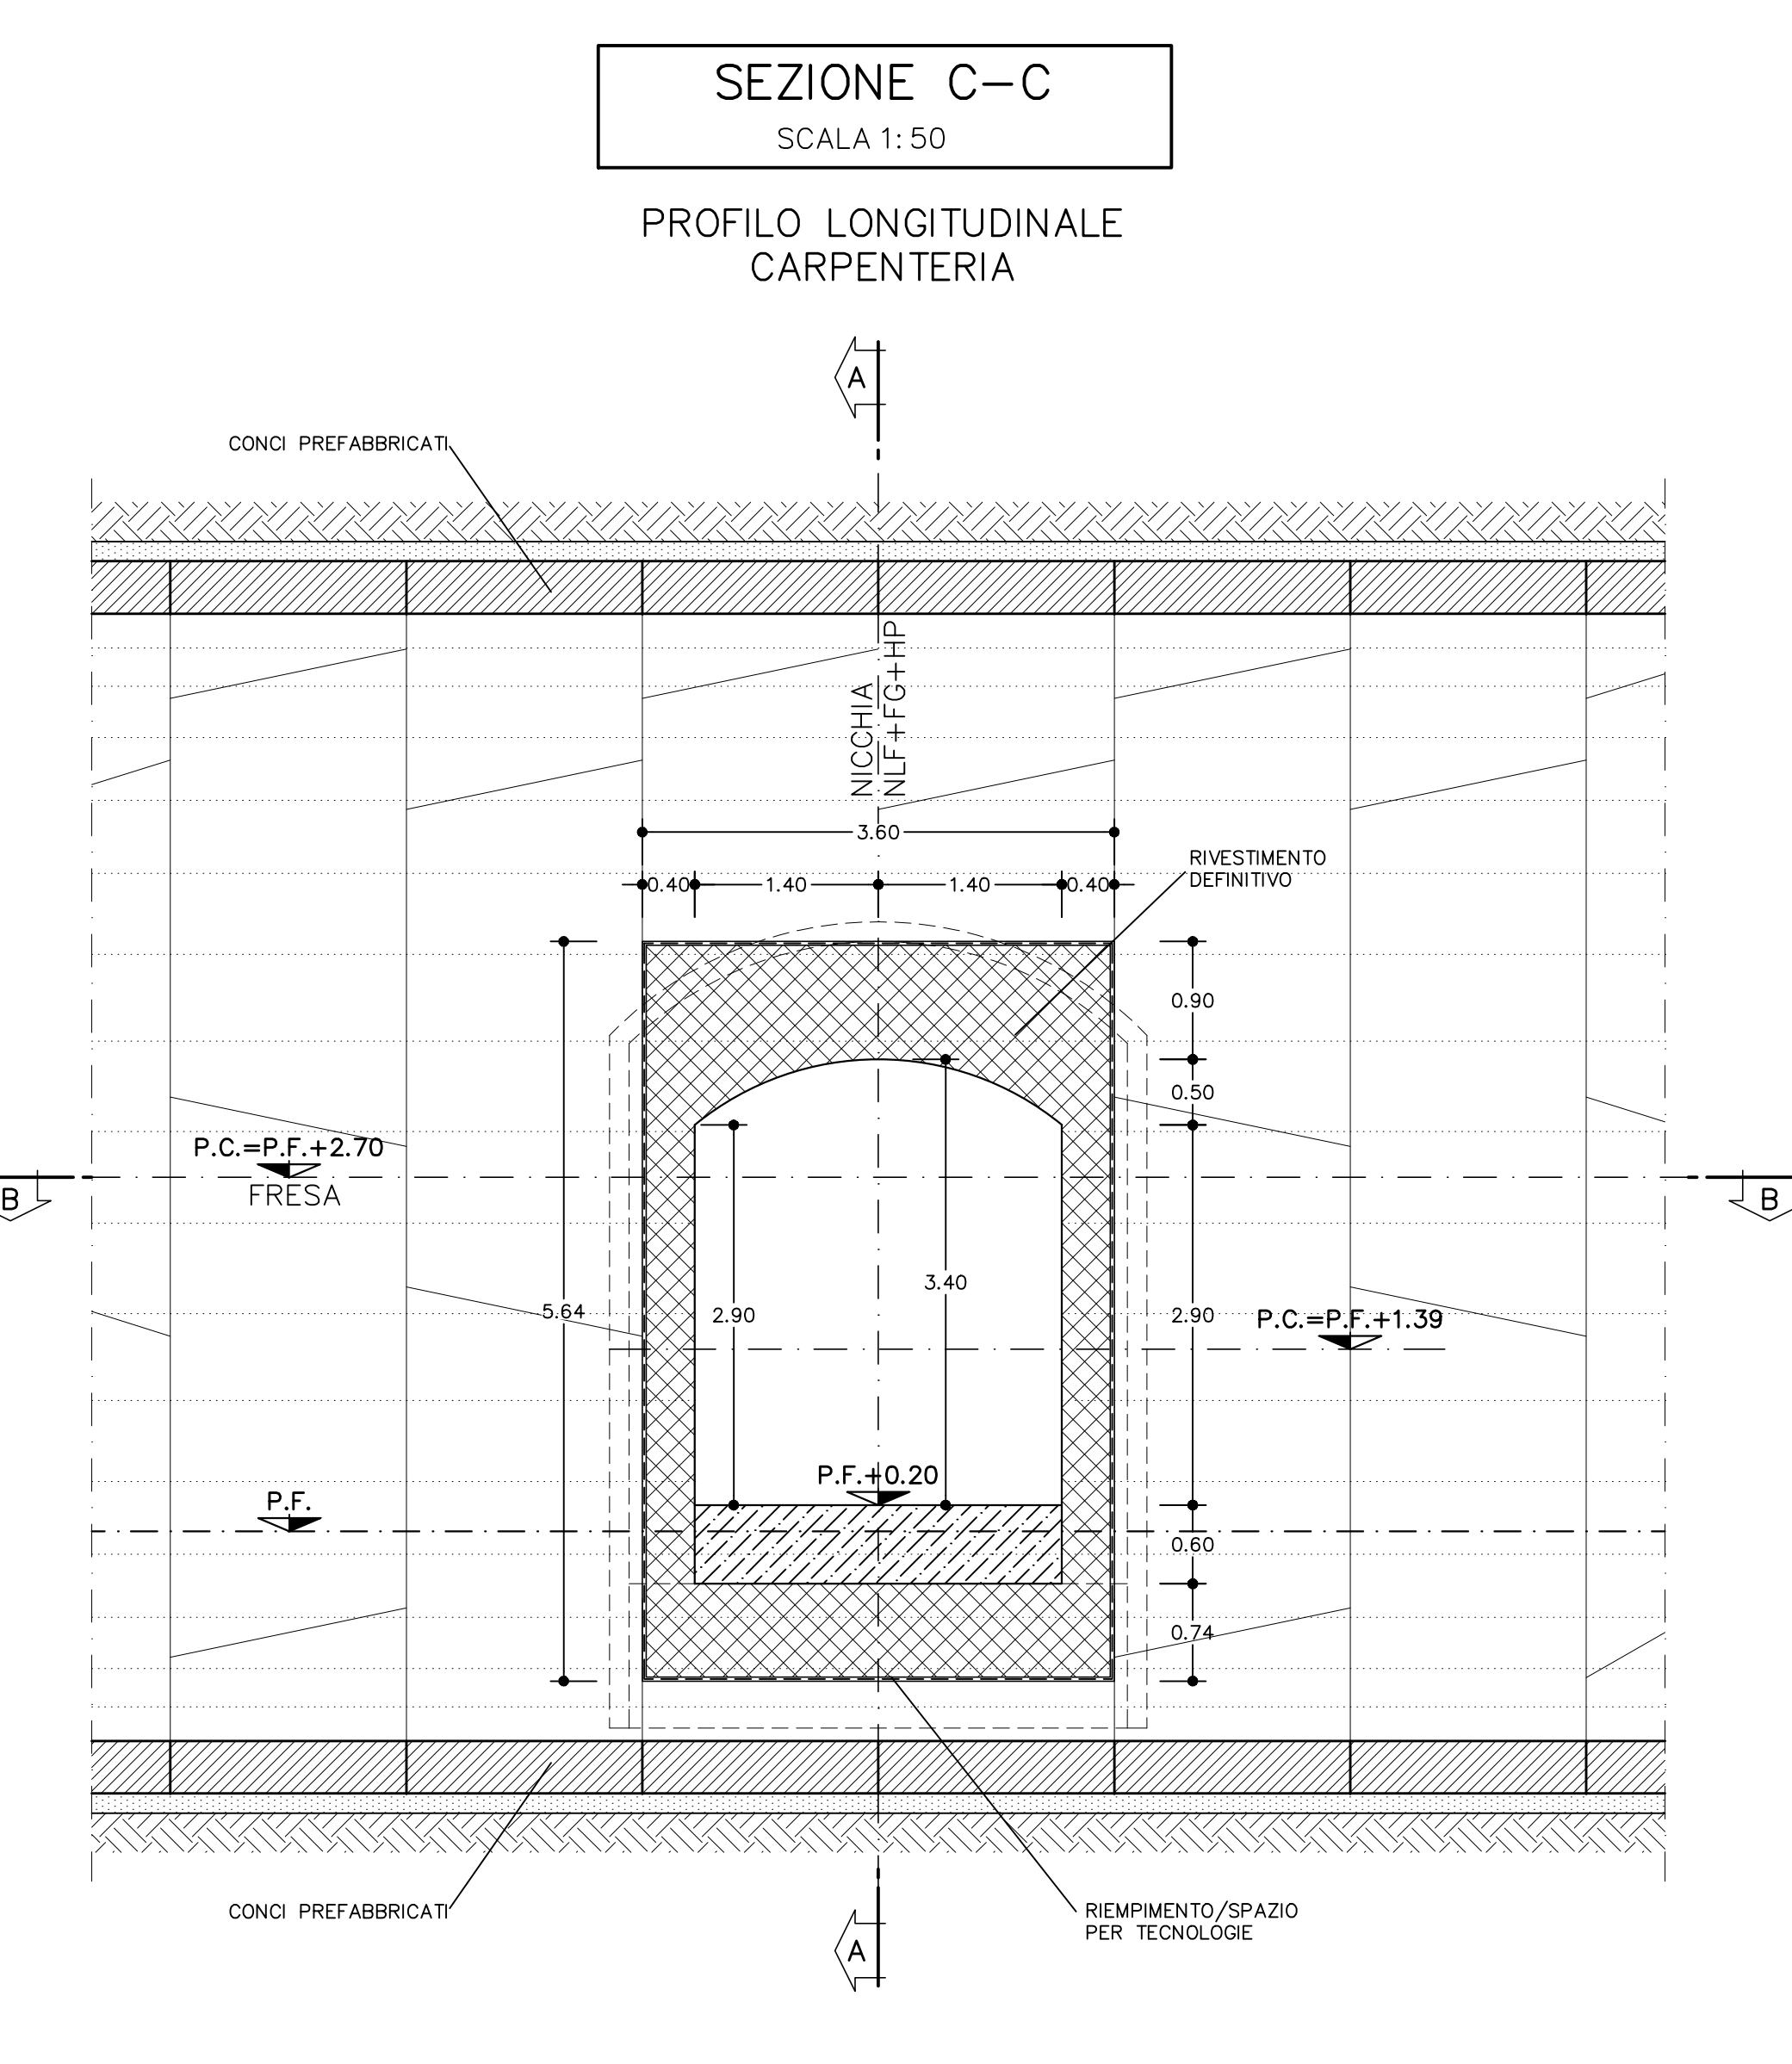 SEZIONE C-C
SCALA 1:50
PROFILO LONGITUDINALE
CARPENTERIA
A
CONCI PREFABBRICATI
NICCHIA
NLF+FG+HP
3.60
0.40
1.40
1.40
0.40
RIVESTIMENTO
DEFINITIVO
0.90
0.50
P.C.=P.F.+2.70
FRESA
B
B
5.64
2.90
3.40
2.90
P.C.=P.F.+1.39
P.F.+0.20
P.F.
0.60
0.74
CONCI PREFABBRICATI
RIEMPIMENTO/SPAZIO
PER TECNOLOGIE
A